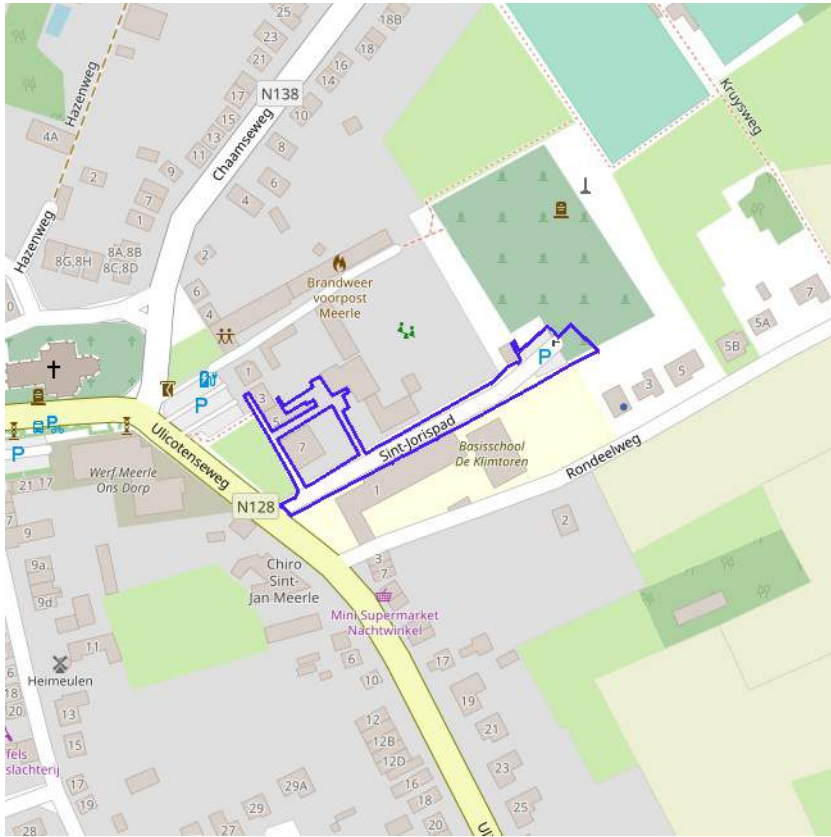 25
23
21
18B
18
16
14
N138
17
15
10
13
11
8
9
Hazenweg
4A
2
7
1
6
4
Chaamseweg
Kruysweg
Hazenweg
8G,8H
8A,8B
8C,8D
2
6
4
Brandweer
voorpost
Meerle
7
5A
5B
5
3
P
1
3
5
P
P
P
7
Sint-Jorispad
Basisschool
De Klimtoren
Rondeelweg
1
2
Ulicotenseweg
N128
Werf Meerle
Ons Dorp
21
17
9
9a
9d
11
Chiro
Sint-
Jan Meerle
3
7
Mini Supermarket
Nachtwinkel
Heimeulen
6
18
20
13
15
17
19
6
10
17
19
21
23
25
12
12B
12D
16
18
20
29A
29
27
28
ffels
slachterij